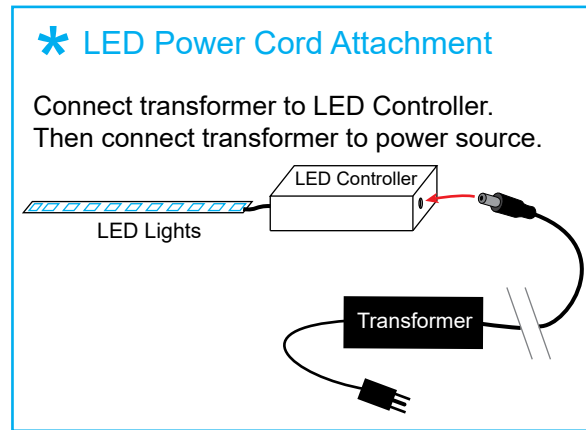 * LED Power Cord Attachment
Connect transformer to LED Controller.
Then connect transformer to power source.
LED Controller
LED Lights
Transformer